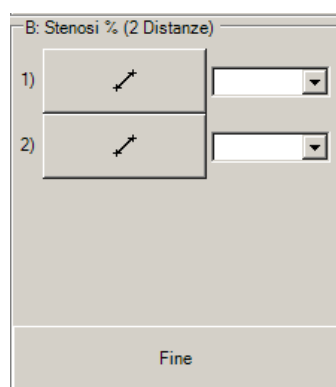 B: Stenosi % (2 Distanze)
1)
2)
Fine